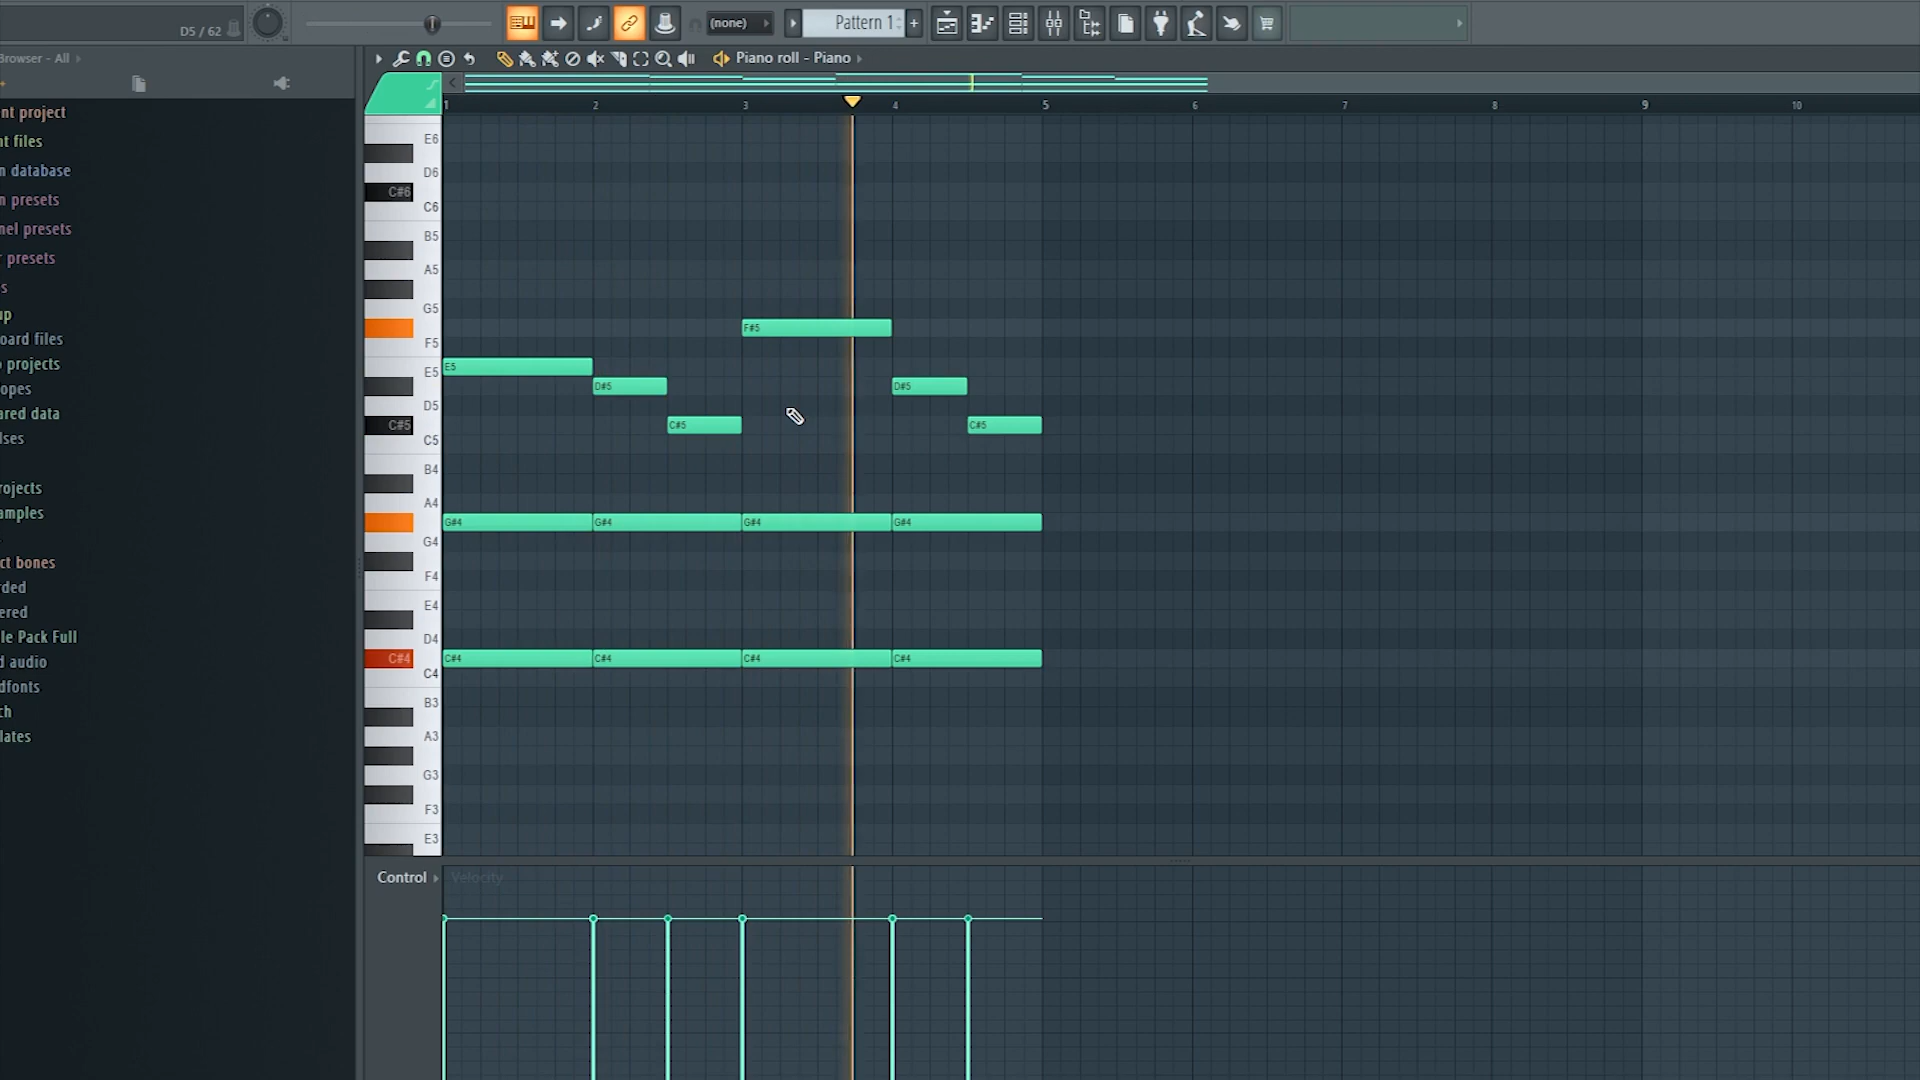 D5 / 62
(none)
Pattern 1
+
Browser - All
Piano roll - Piano
1 2 3 4 5 6 7 8 9 10
nt project
t files
n database
n presets
nel presets
r presets
s
up
oard files
projects
opes
ared data
lses
rojects
amples
ct bones
rded
ered
le Pack Full
d audio
dfonts
ch
lates
E6
D6
C#6
C6
B5
A5
G5
F#5
F5
E5 E5
D#5 D#5
D5
C#5 C#5 C#5
C5
B4
A4
G#4 G#4 G#4 G#4
G4
F4
E4
D4
C#4 C#4 C#4 C#4 C#4
C4
B3
A3
G3
F3
E3
Control Velocity